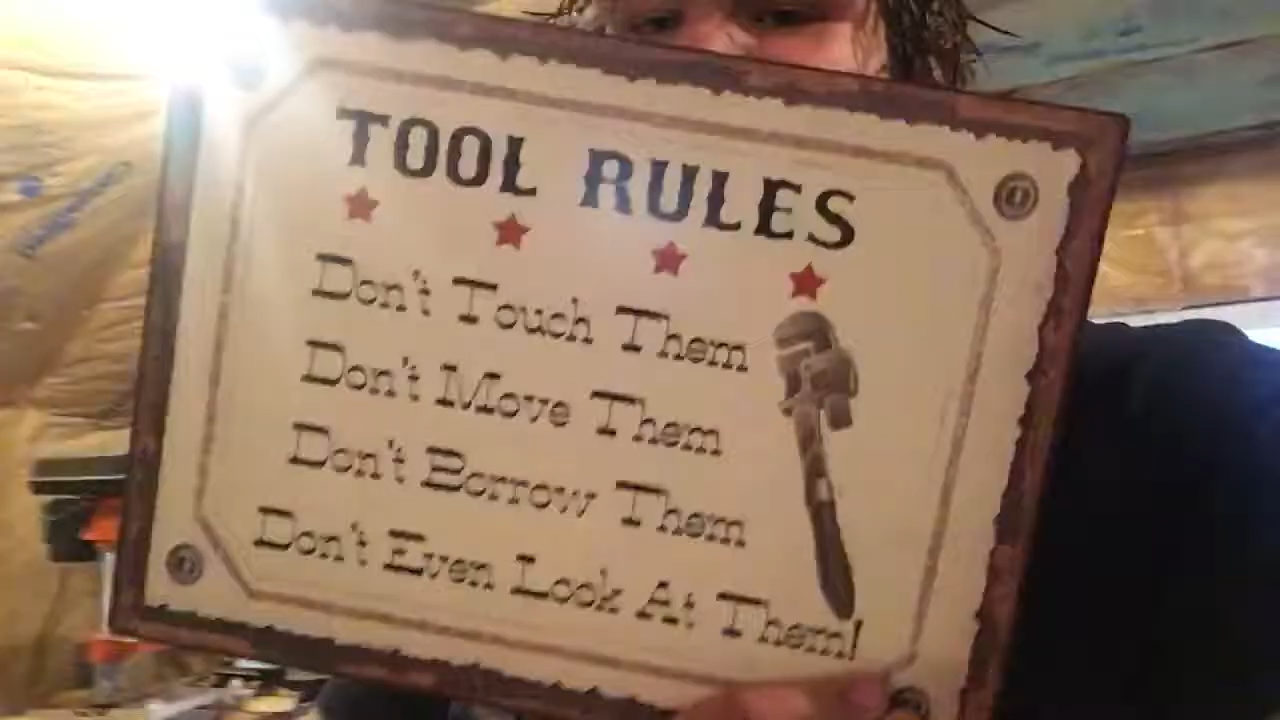 TOOL RULES
Don't Touch Them
Don't Move Them
Don't Borrow Them
Don't Even Look At Them!